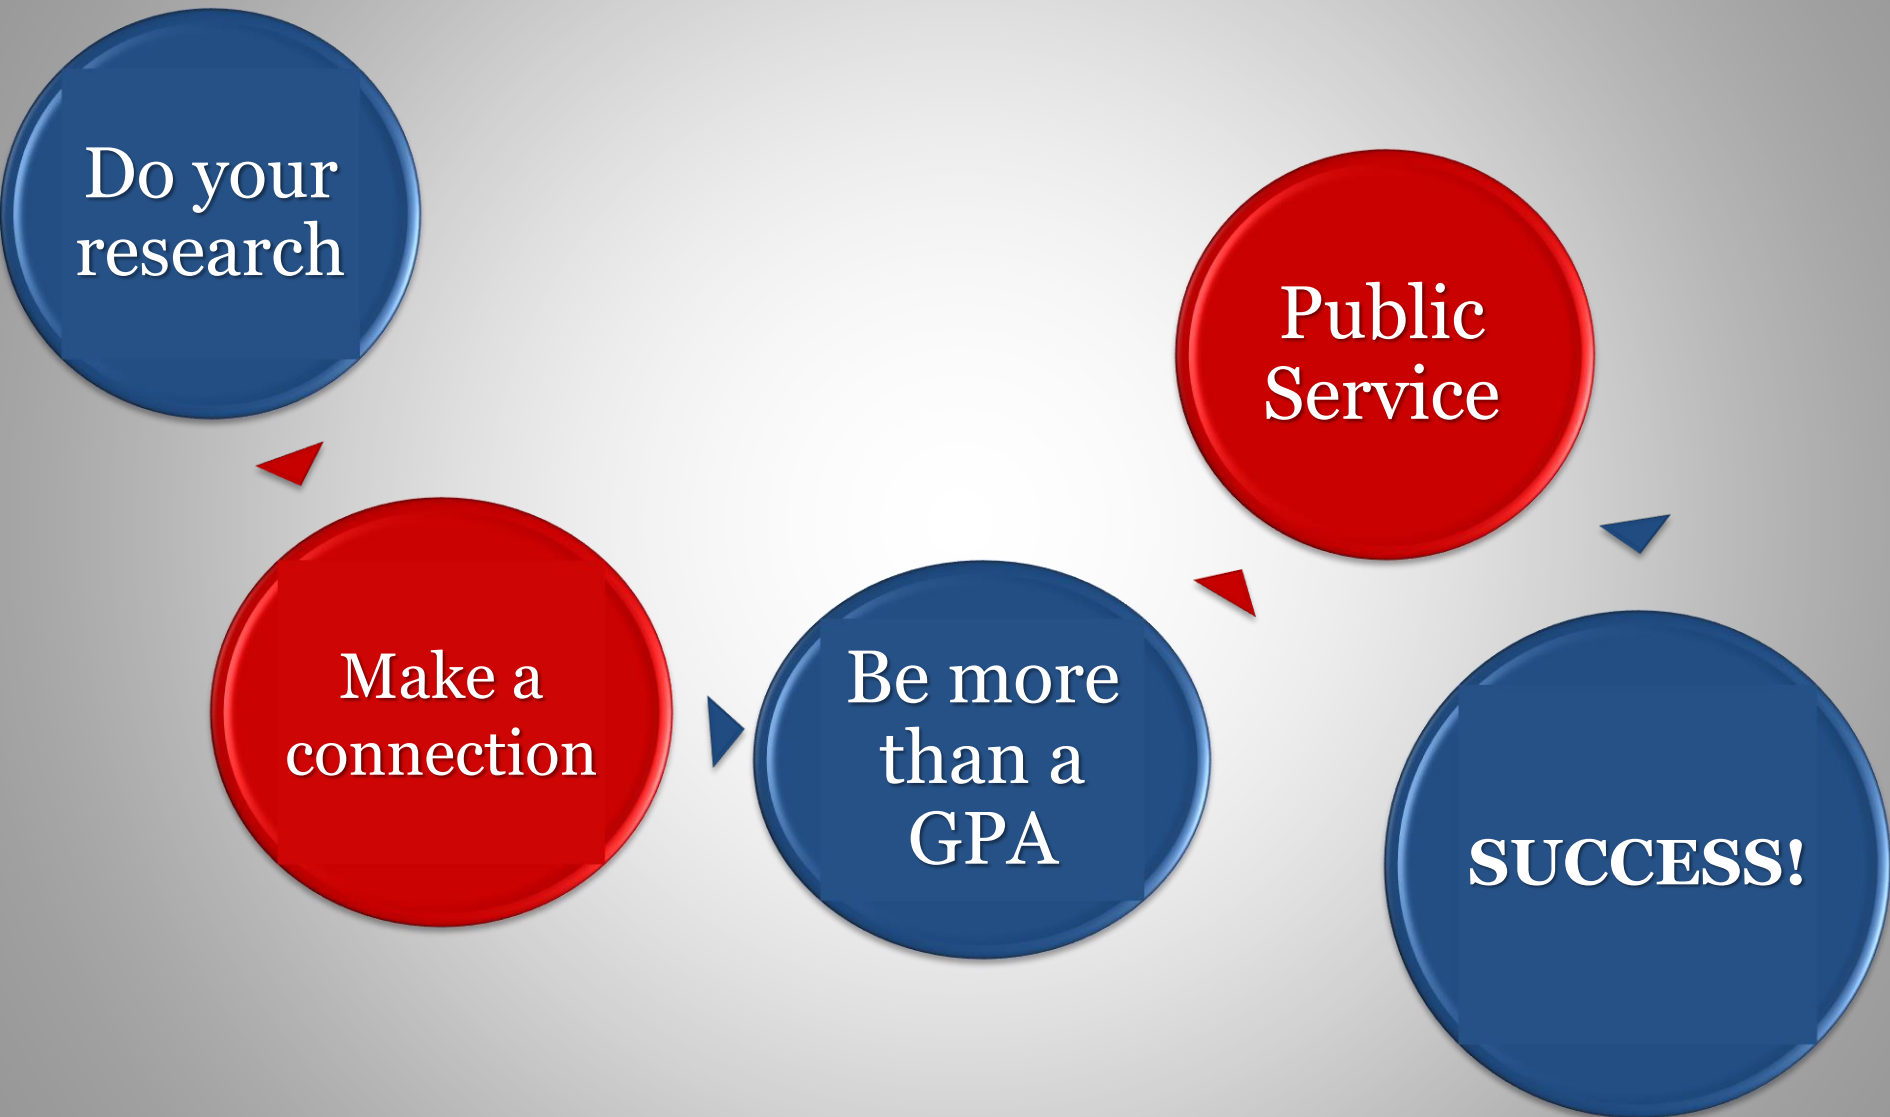 Do your
research
Make a
connection
Be more
than a
GPA
Public
Service
SUCCESS!